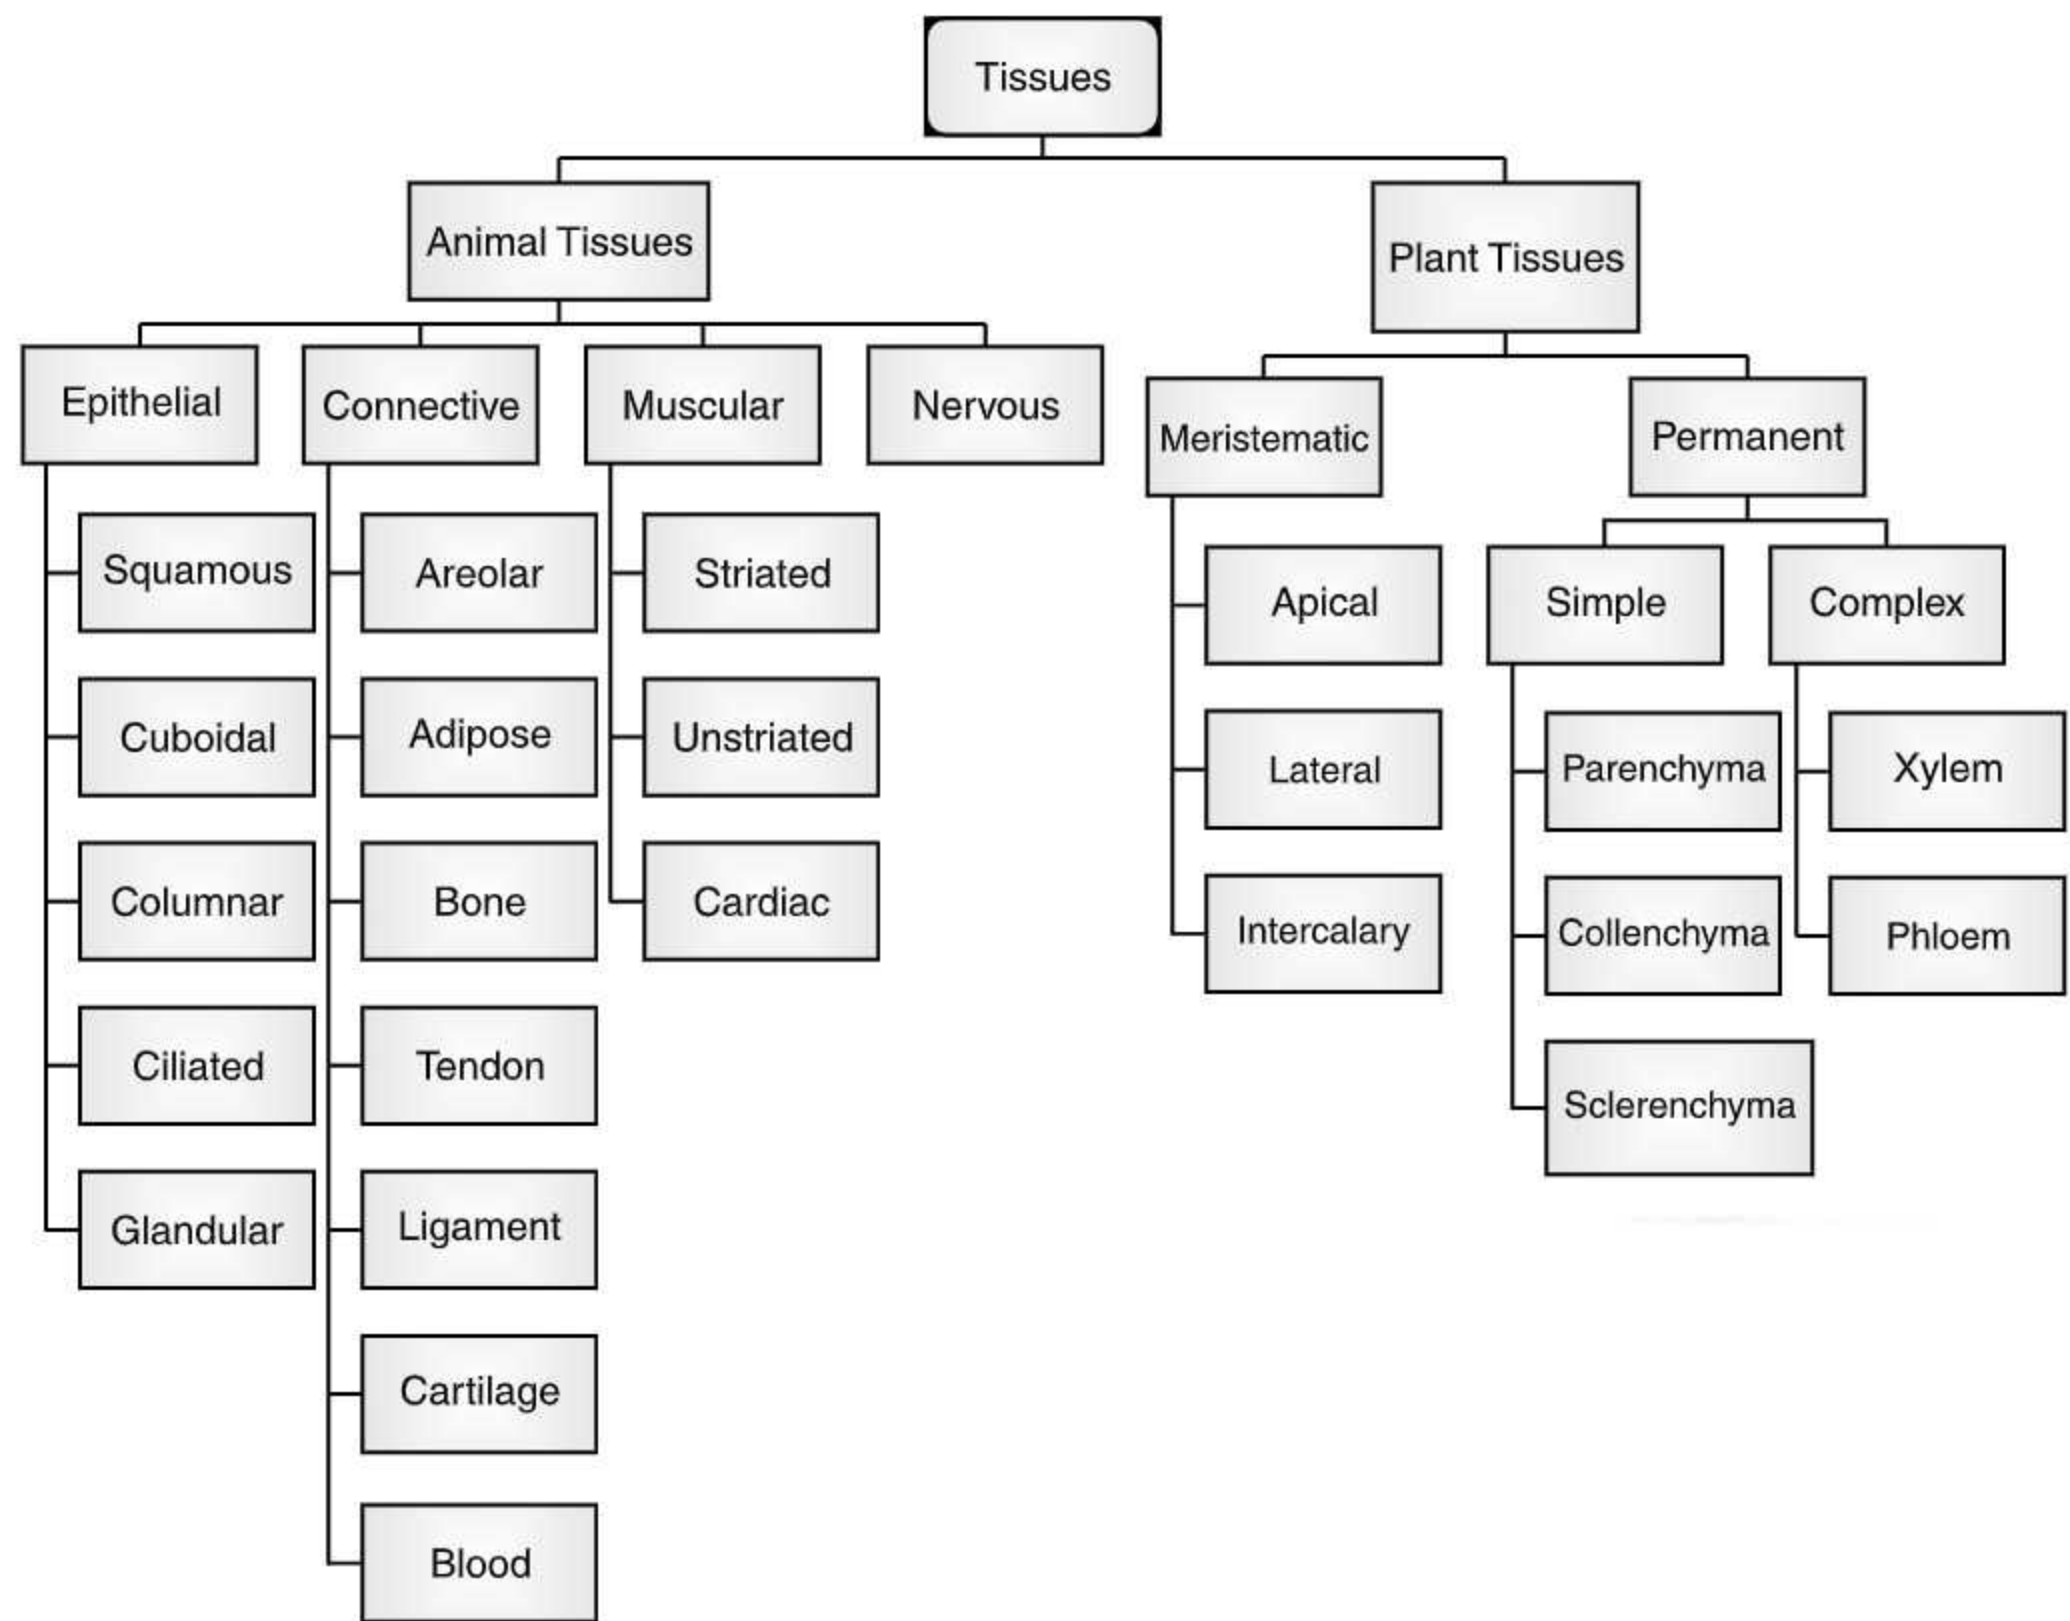 Tissues
Animal Tissues
Plant Tissues
Epithelial
Connective
Muscular
Nervous
Meristematic
Permanent
Squamous
Areolar
Striated
Apical
Simple
Complex
Cuboidal
Adipose
Unstriated
Lateral
Parenchyma
Xylem
Columnar
Bone
Cardiac
Intercalary
Collenchyma
Phloem
Ciliated
Tendon
Sclerenchyma
Glandular
Ligament
Cartilage
Blood